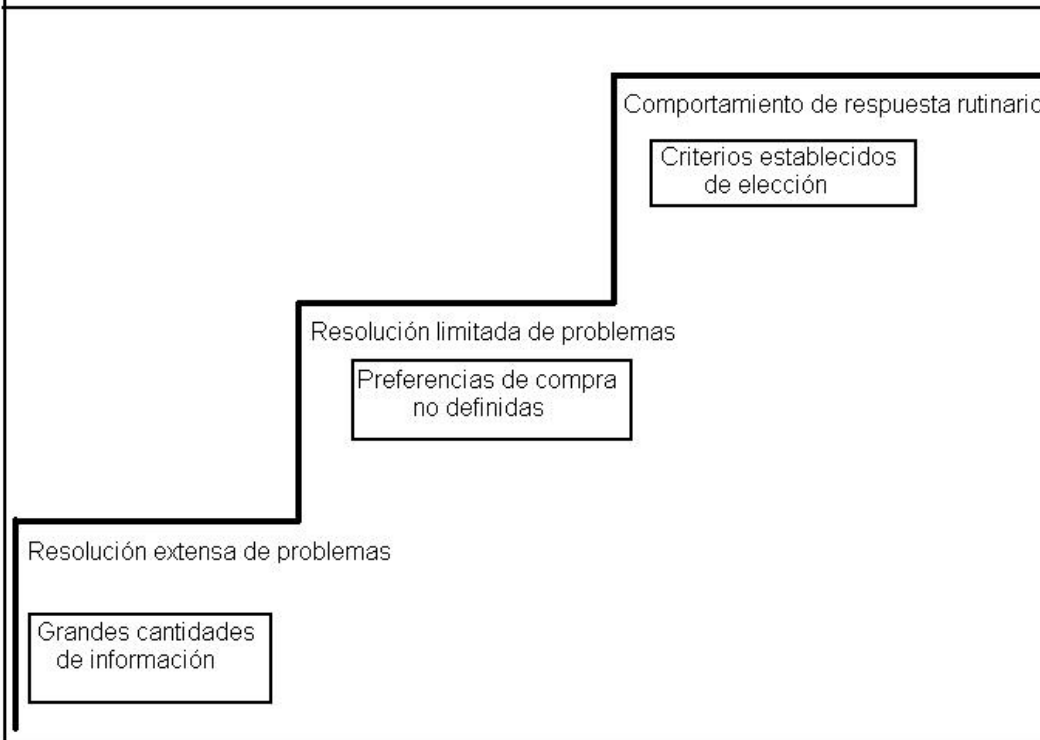 Comportamiento de respuesta rutinario
Criterios establecidos
de elección
Resolución limitada de problemas
Preferencias de compra
no definidas
Resolución extensa de problemas
Grandes cantidades
de información